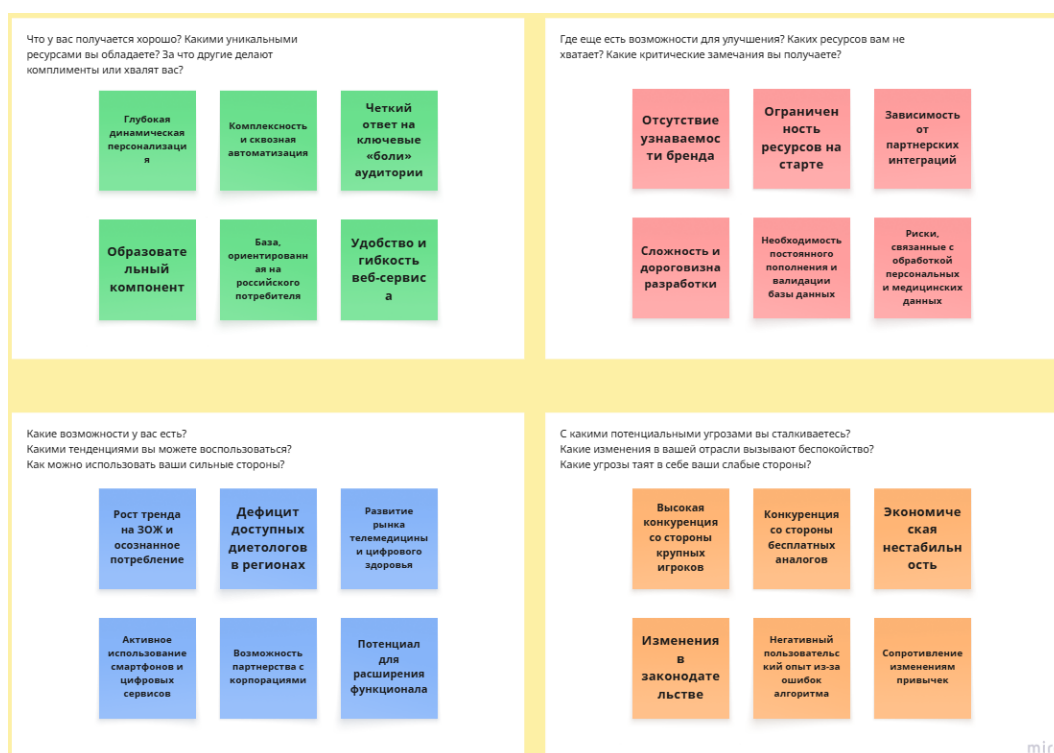 Что у вас получается хорошо? Какими уникальными
ресурсами вы обладаете? За что другие делают
комплименты или хвалят вас?
Глубокая
динамическая
персонализаци
я
Комплексность
и сквозная
автоматизация
Четкий
ответ на
ключевые
«боли»
аудитории
Образовате
льный
компонент
База,
ориентированн
ая на
российского
потребителя
Удобство и
гибкость
веб-сервис
а
Где еще есть возможности для улучшения? Каких ресурсов вам не
хватает? Какие критические замечания вы получаете?
Отсутствие
узнаваемос
ти бренда
Ограничен
ность
ресурсов на
старте
Зависимость
от
партнерских
интеграций
Сложность и
дороговизна
разработки
Необходимость
постоянного
пополнения и
валидации
базы данных
Риски,
связанные с
обработкой
персональных
и медицинских
данных
Какие возможности у вас есть?
Какими тенденциями вы можете воспользоваться?
Как можно использовать ваши сильные стороны?
Рост тренда
на ЗОЖ и
осознанное
потребление
Дефицит
доступных
диетологов
в регионах
Развитие
рынка
телемедицины
и цифрового
здоровья
Активное
использование
смартфонов и
цифровых
сервисов
Возможность
партнерства с
корпорациями
Потенциал
для
расширения
функционала
С какими потенциальными угрозами вы сталкиваетесь?
Какие изменения в вашей отрасли вызывают беспокойство?
Какие угрозы таят в себе ваши слабые стороны?
Высокая
конкуренция
со стороны
крупных
игроков
Конкуренция
со стороны
бесплатных
аналогов
Экономиче
ская
нестабильн
ость
Изменения
в
законодате
льстве
Негативный
пользовательс
кий опыт из-за
ошибок
алгоритма
Сопротивление
изменениям
привычек